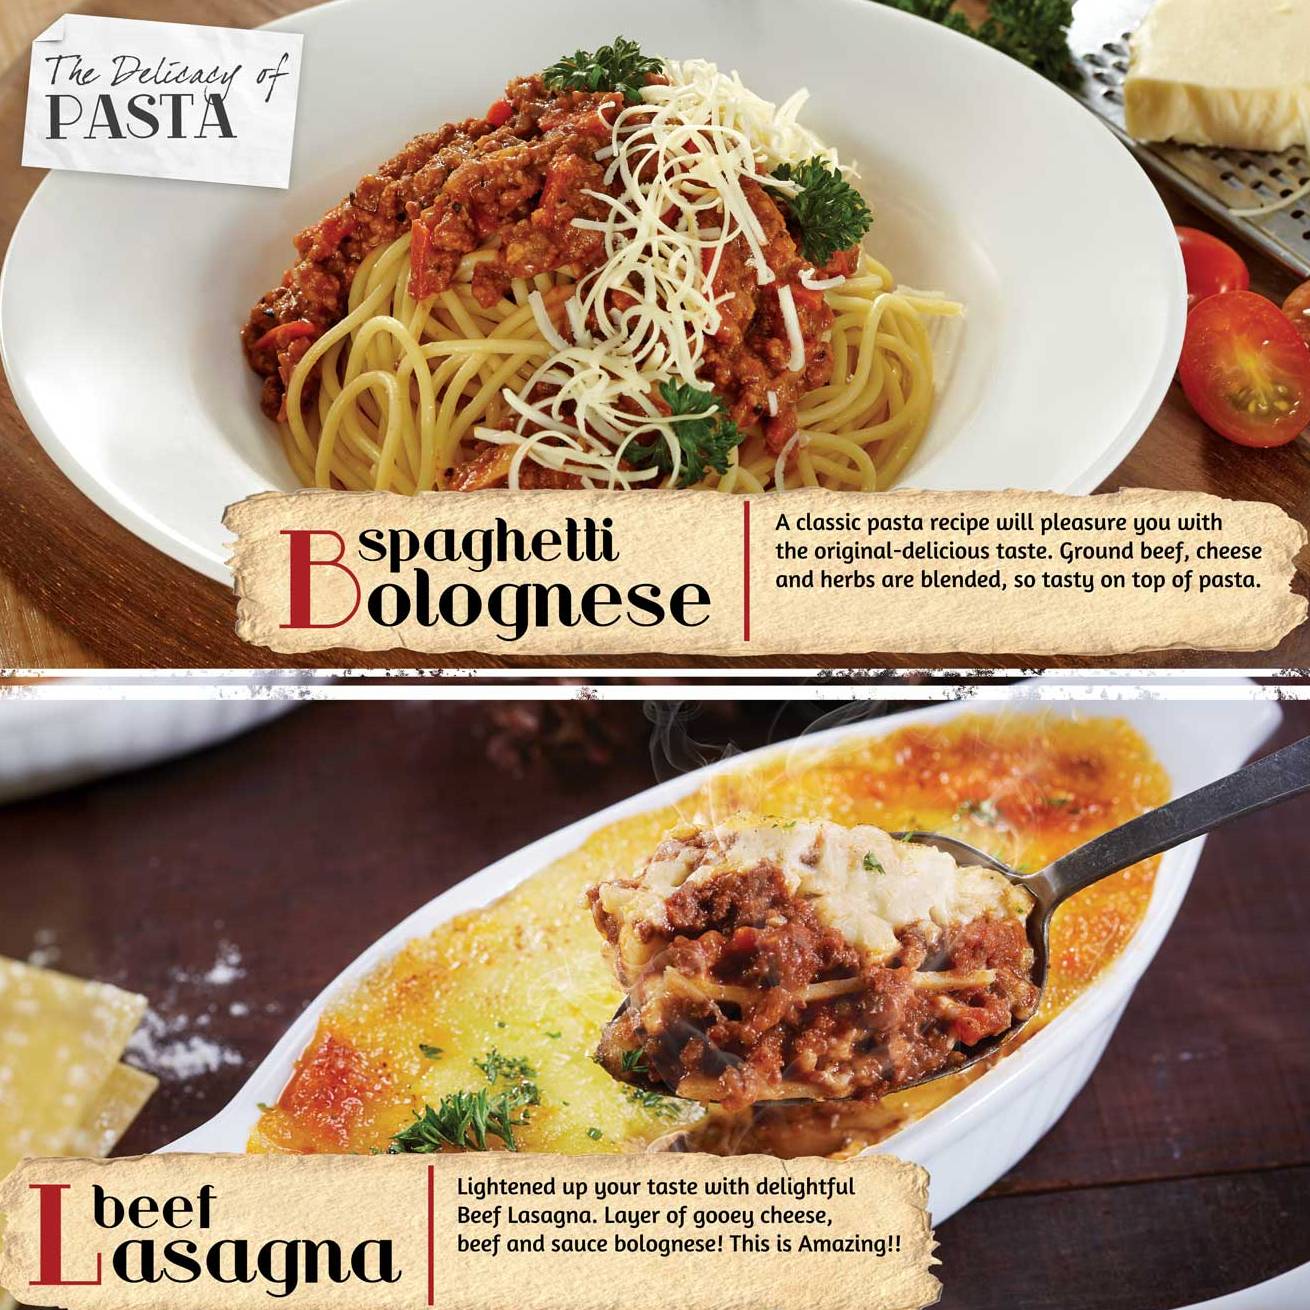 The Delicacy of
PASTA
spaghetti
Bolognese
A classic pasta recipe will pleasure you with
the original-delicious taste. Ground beef, cheese
and herbs are blended, so tasty on top of pasta.
beef
Lasagna
Lightened up your taste with delightful
Beef Lasagna. Layer of gooey cheese,
beef and sauce bolognese! This is Amazing!!